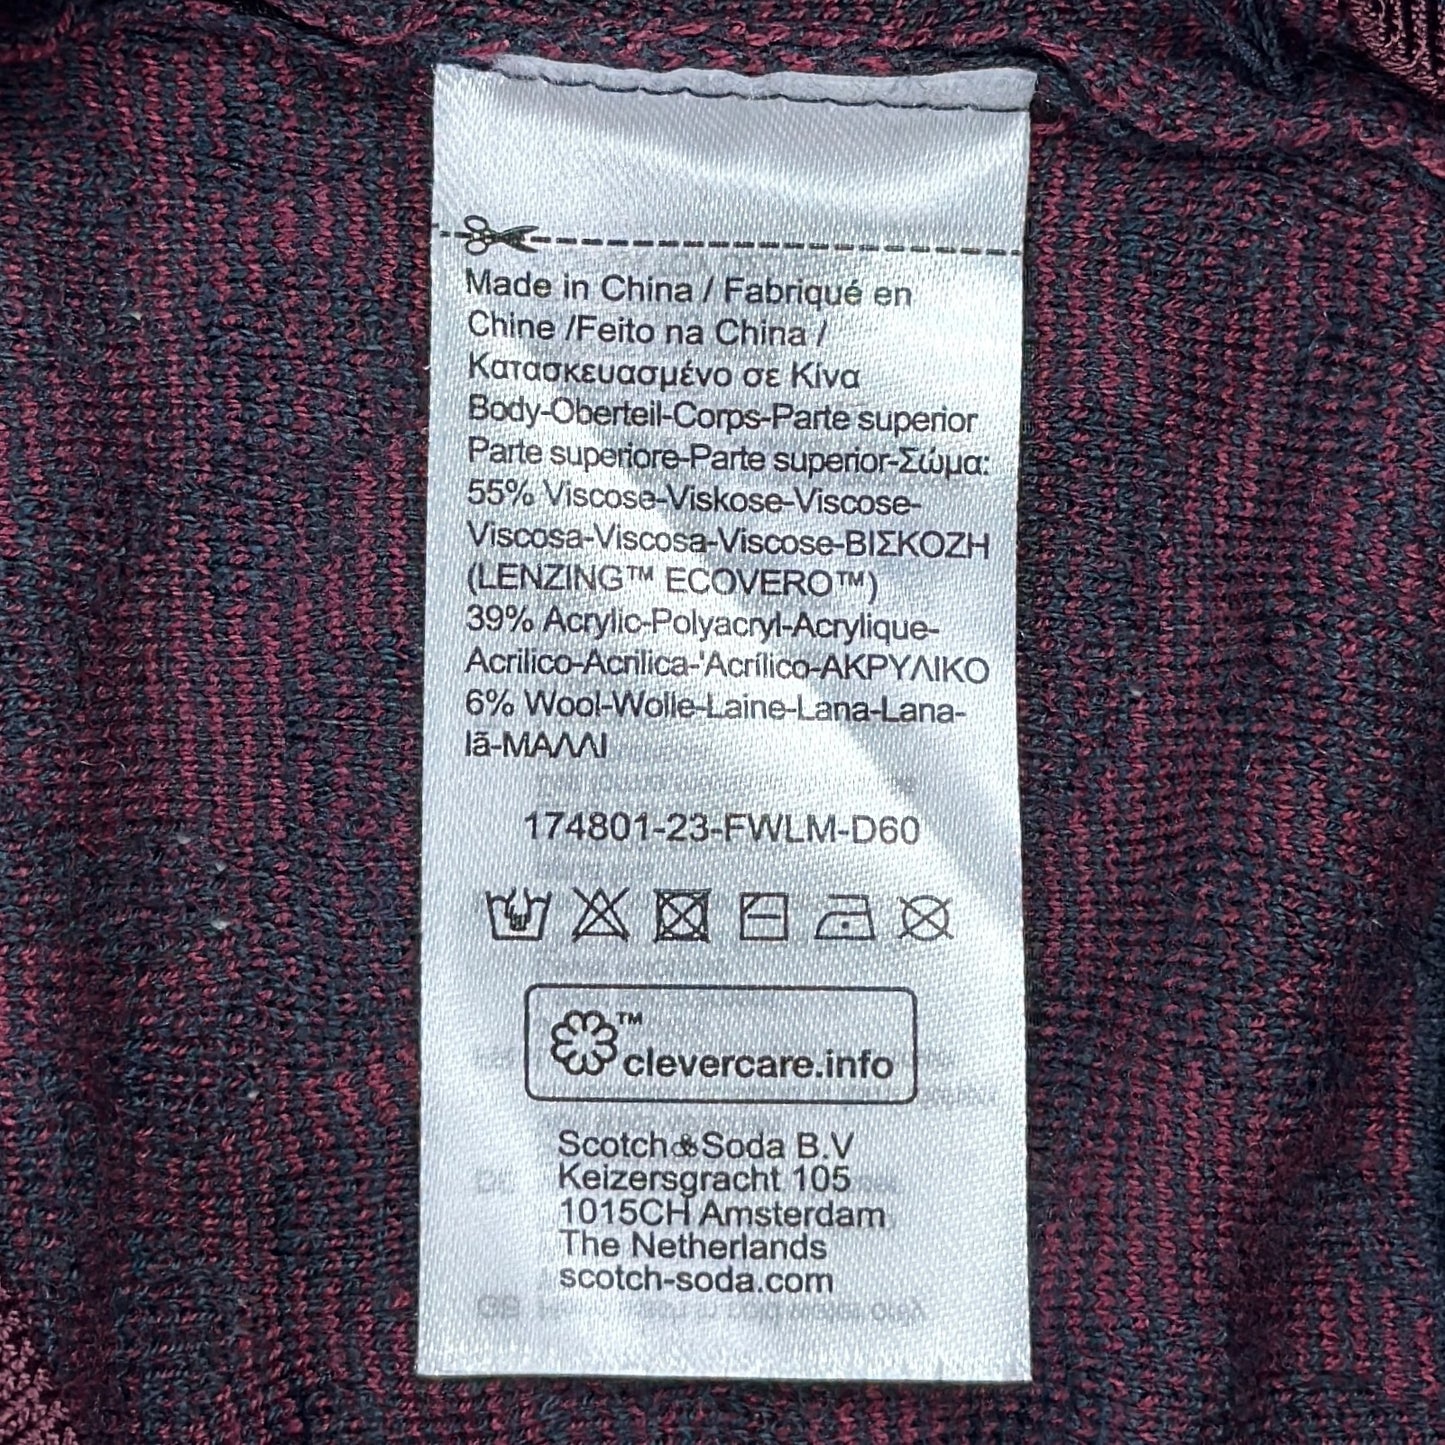 Made in China / Fabriqué en
Chine /Feito na China /
Κατασκευασμένο σε Κίνα
Body-Oberteil-Corps-Parte superior
Parte superiore-Parte superior-Σώμα:
55% Viscose-Viskose-Viscose-
Viscosa-Viscosa-Viscose-ΒΙΣΚΟΖΗ
(LENZING™ ECOVERO™)
39% Acrylic-Polyacryl-Acrylique-
Acrilico-Acrilica-'Acrílico-ΑΚΡΥΛΙΚΟ
6% Wool-Wolle-Laine-Lana-Lana-
lã-ΜΑΛΛΙ
174801-23-FWLM-D60
™
clevercare.info
Scotch&Soda B.V
Keizersgracht 105
1015CH Amsterdam
The Netherlands
scotch-soda.com